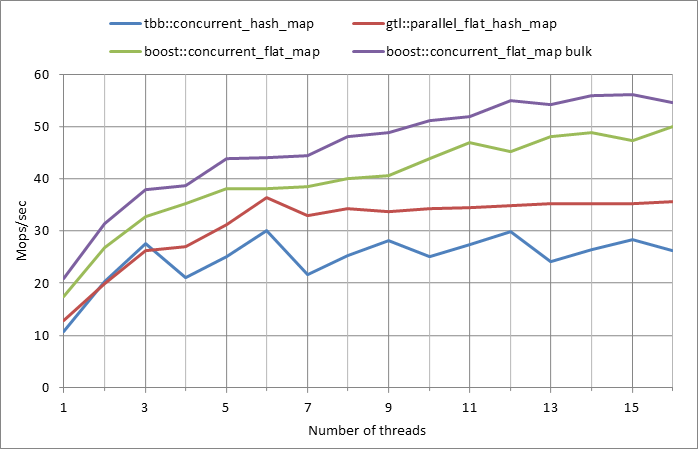 tbb::concurrent_hash_map gtl::parallel_flat_hash_map
boost::concurrent_flat_map boost::concurrent_flat_map bulk
60
50
40
30
20
10
0
Mops/sec
1 3 5 7 9 11 13 15
Number of threads